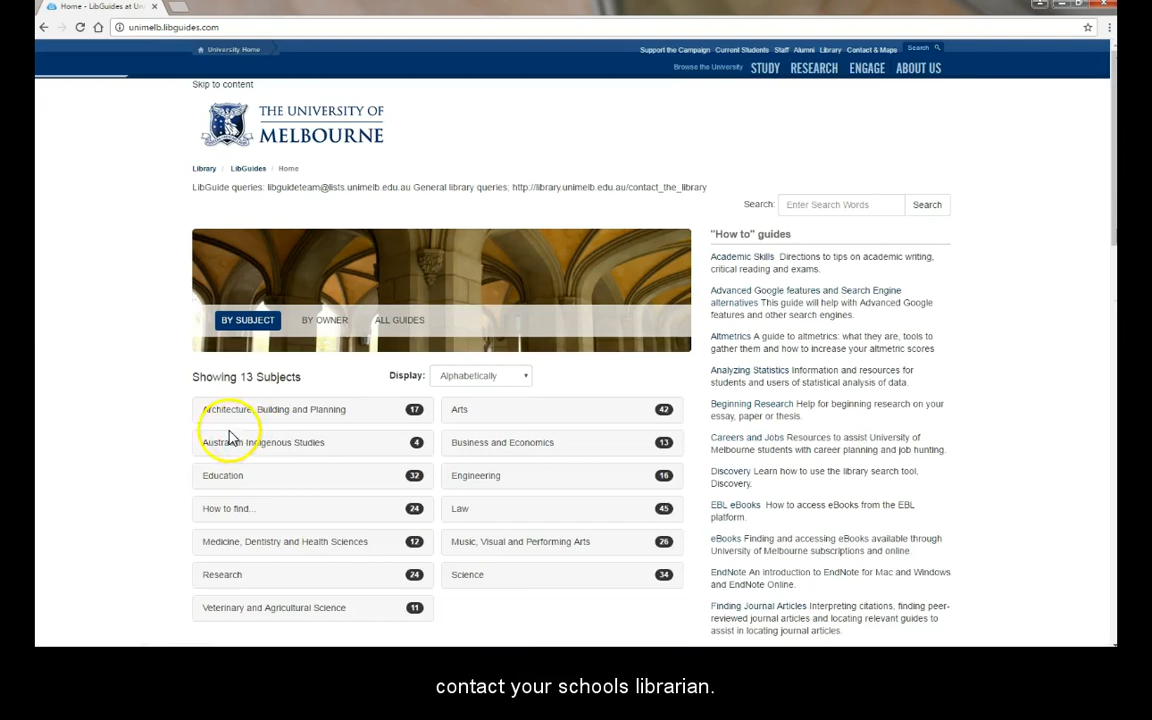 Home - LibGuides at Un
unimelb.libguides.com
University Home
Support the Campaign Current Students Staff Alumni Library Contact & Maps Search
Browse the University STUDY RESEARCH ENGAGE ABOUT US
Skip to content
THE UNIVERSITY OF
MELBOURNE
Library / LibGuides / Home
LibGuide queries: libguideteam@lists.unimelb.edu.au General library queries; http://library.unimelb.edu.au/contact_the_library
Search: Enter Search Words Search
BY SUBJECT BY OWNER ALL GUIDES
Showing 13 Subjects Display: Alphabetically
Architecture, Building and Planning 17 Arts 42
Australian Indigenous Studies 4 Business and Economics 13
Education 32 Engineering 16
How to find... 24 Law 45
Medicine, Dentistry and Health Sciences 12 Music, Visual and Performing Arts 26
Research 24 Science 34
Veterinary and Agricultural Science 11
"How to" guides
Academic Skills Directions to tips on academic writing,
critical reading and exams.
Advanced Google features and Search Engine
alternatives This guide will help with Advanced Google
features and other search engines.
Altmetrics A guide to altmetrics: what they are, tools to
gather them and how to increase your altmetric scores
Analyzing Statistics Information and resources for
students and users of statistical analysis of data.
Beginning Research Help for beginning research on your
essay, paper or thesis.
Careers and Jobs Resources to assist University of
Melbourne students with career planning and job hunting.
Discovery Learn how to use the library search tool,
Discovery.
EBL eBooks How to access eBooks from the EBL
platform.
eBooks Finding and accessing eBooks available through
University of Melbourne subscriptions and online.
EndNote An introduction to EndNote for Mac and Windows
and EndNote Online.
Finding Journal Articles Interpreting citations, finding peer-
reviewed journal articles and locating relevant guides to
assist in locating journal articles.
contact your schools librarian.